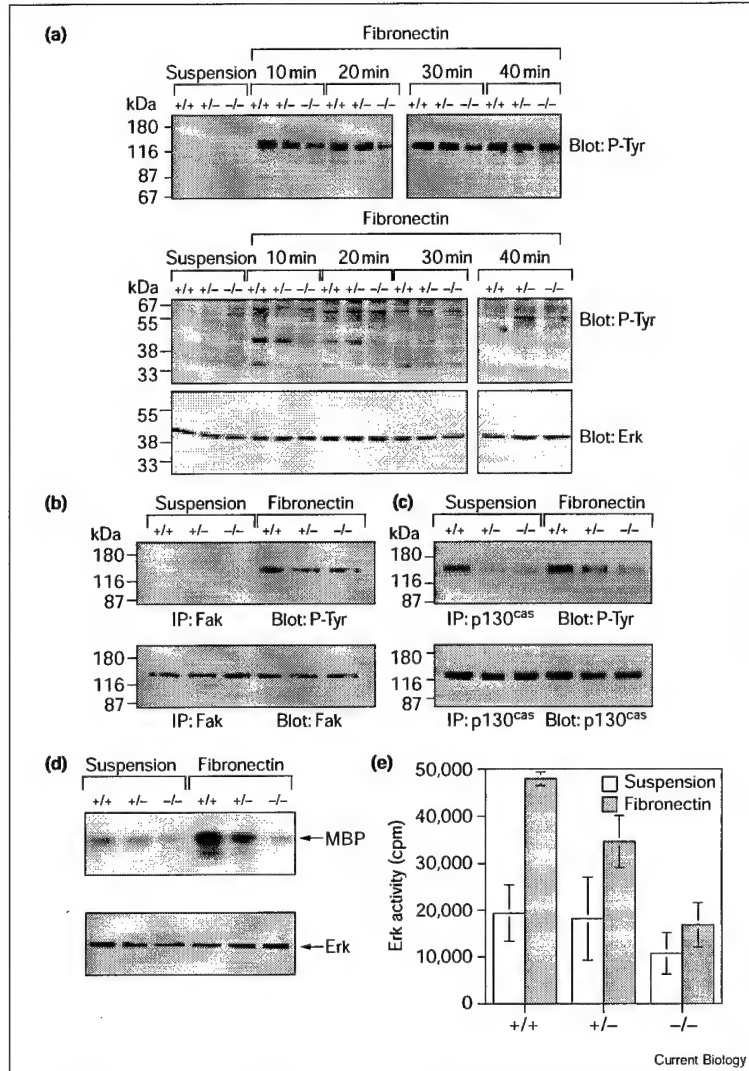 (a)
Fibronectin
Suspension 10 min 20 min 30 min 40 min
kDa +/+ +/– –/– +/+ +/– –/– +/+ +/– –/– +/+ +/– –/– +/+ +/– –/–
180
116
87
67
Blot: P-Tyr
Fibronectin
Suspension 10 min 20 min 30 min 40 min
kDa +/+ +/– –/– +/+ +/– –/– +/+ +/– –/– +/+ +/– –/– +/+ +/– –/–
67
55
38
33
Blot: P-Tyr
55
38
33
Blot: Erk
(b)
Suspension Fibronectin
kDa +/+ +/– –/– +/+ +/– –/–
180
116
87
IP: Fak Blot: P-Tyr
180
116
87
IP: Fak Blot: Fak
(c)
Suspension Fibronectin
kDa +/+ +/– –/– +/+ +/– –/–
180
116
87
IP: p130cas Blot: P-Tyr
180
116
87
IP: p130cas Blot: p130cas
(d)
Suspension Fibronectin
+/+ +/– –/– +/+ +/– –/–
MBP
Erk
(e)
50,000
40,000
30,000
20,000
10,000
0
Erk activity (cpm)
Suspension
Fibronectin
+/+ +/– –/–
Current Biology